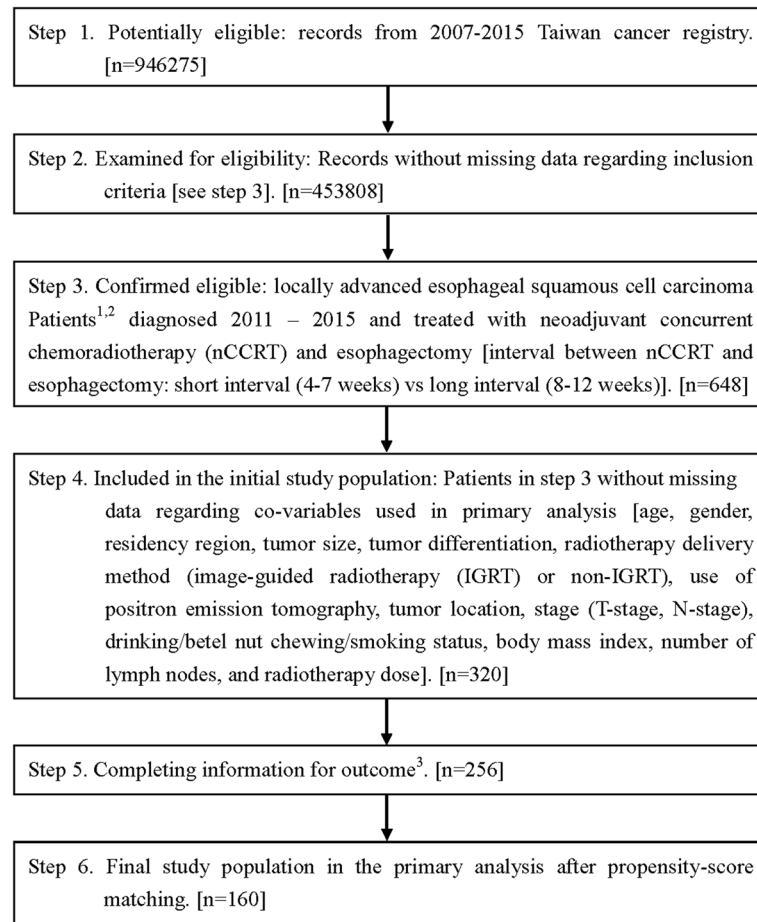 Step 1. Potentially eligible: records from 2007-2015 Taiwan cancer registry.
[n=946275]
Step 2. Examined for eligibility: Records without missing data regarding inclusion
criteria [see step 3]. [n=453808]
Step 3. Confirmed eligible: locally advanced esophageal squamous cell carcinoma
Patients1,2 diagnosed 2011 – 2015 and treated with neoadjuvant concurrent
chemoradiotherapy (nCCRT) and esophagectomy [interval between nCCRT and
esophagectomy: short interval (4-7 weeks) vs long interval (8-12 weeks)]. [n=648]
Step 4. Included in the initial study population: Patients in step 3 without missing
data regarding co-variables used in primary analysis [age, gender,
residency region, tumor size, tumor differentiation, radiotherapy delivery
method (image-guided radiotherapy (IGRT) or non-IGRT), use of
positron emission tomography, tumor location, stage (T-stage, N-stage),
drinking/betel nut chewing/smoking status, body mass index, number of
lymph nodes, and radiotherapy dose]. [n=320]
Step 5. Completing information for outcome3. [n=256]
Step 6. Final study population in the primary analysis after propensity-score
matching. [n=160]